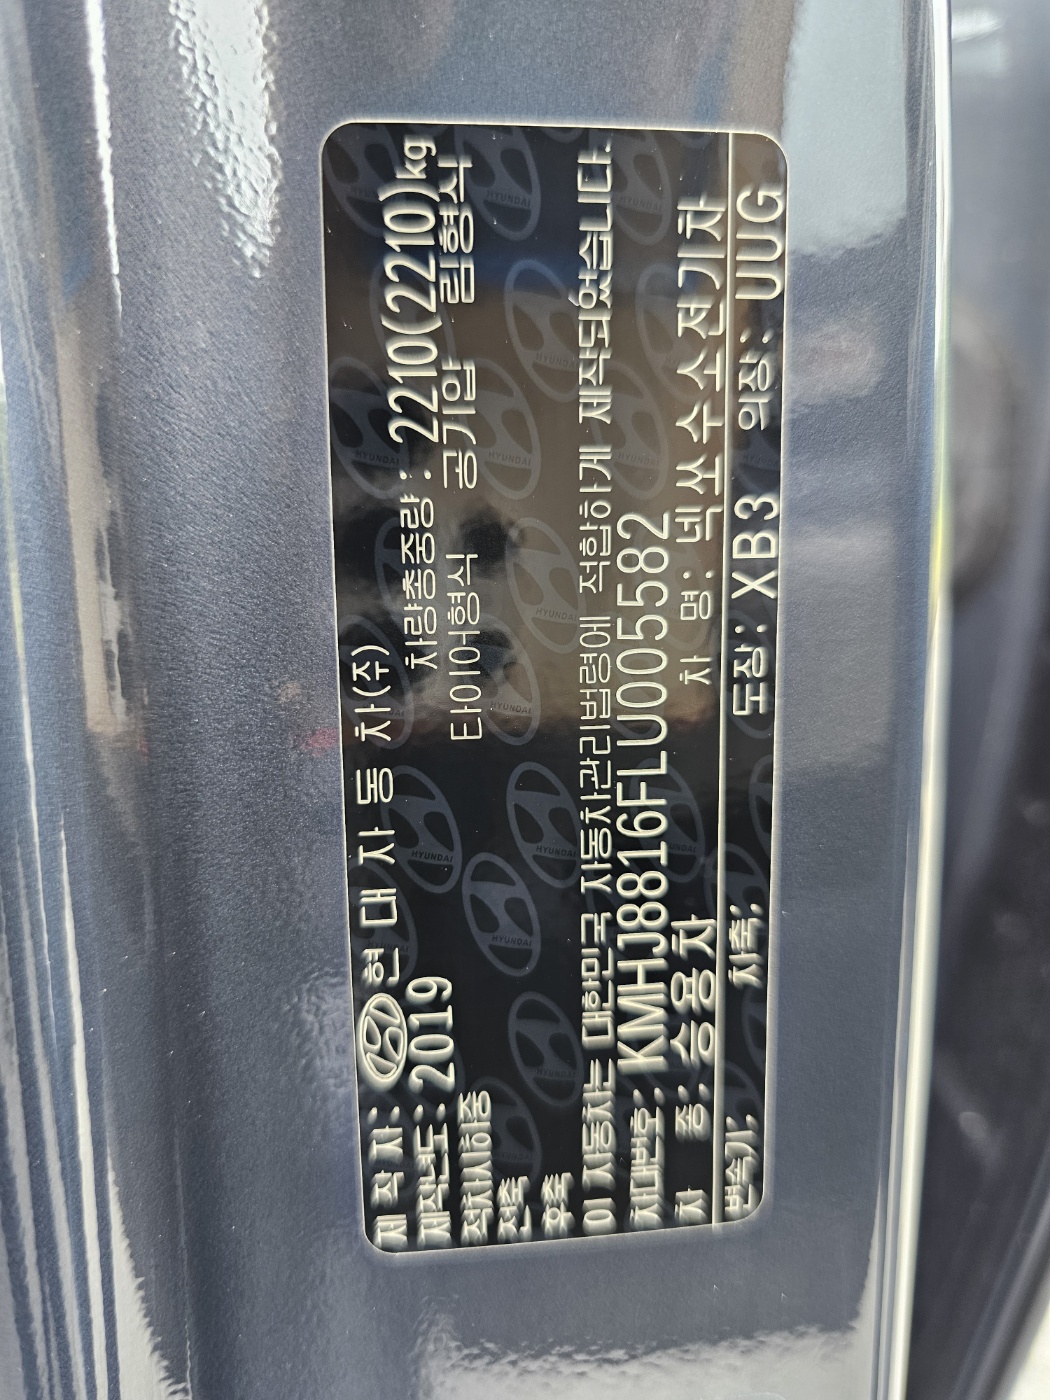 제 작 자: 현 대 자 동 차(주)
제작년도: 2019 차량총중량: 2210(2210)kg
적차시하중 타이어형식 공기압 림형식
전축
후축
이 자동차는 대한민국 자동차관리법령에 적합하게 제작되었습니다.
차대번호: KMHJ8816FLU005582
차 종: 승용차 차 명: 넥쏘수소전기차
변속기: 차축: 도장: XB3 의장: UUG